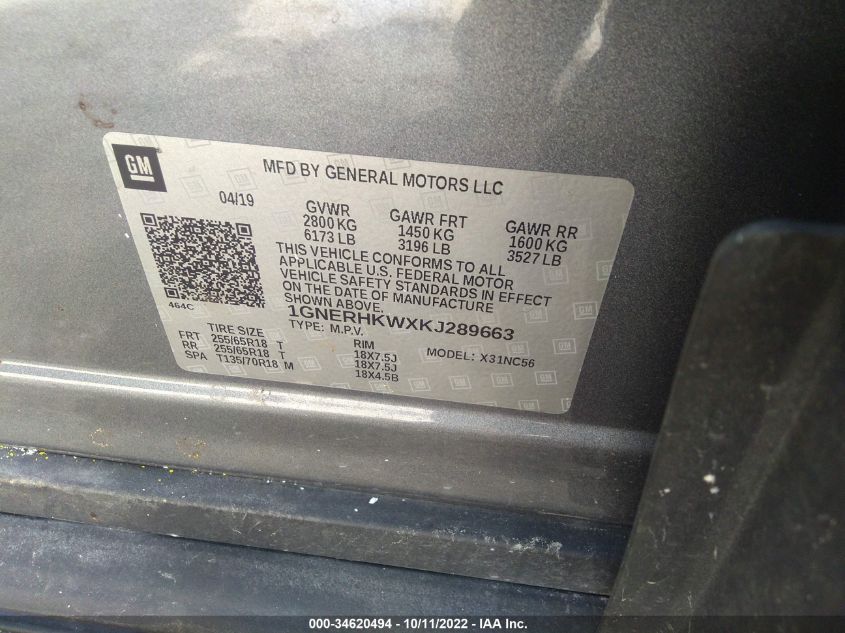 GM
MFD BY GENERAL MOTORS LLC
04/19
GVWR
2800 KG
6173 LB
GAWR FRT
1450 KG
3196 LB
GAWR RR
1600 KG
3527 LB
THIS VEHICLE CONFORMS TO ALL
APPLICABLE U.S. FEDERAL MOTOR
VEHICLE SAFETY STANDARDS IN EFFECT
ON THE DATE OF MANUFACTURE
SHOWN ABOVE.
464C
1GNERHKWXKJ289663
TYPE: M.P.V.
MODEL: X31NC56
TIRE SIZE RIM
FRT 255/65R18 T 18X7.5J
RR 255/65R18 T 18X7.5J
SPA T135/70R18 M 18X4.5B
000-34620494 - 10/11/2022 - IAA Inc.